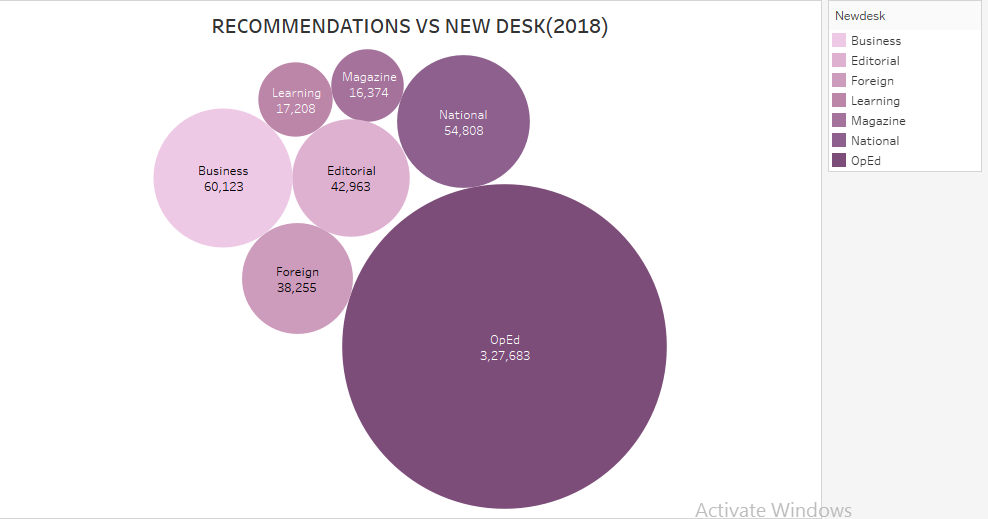 RECOMMENDATIONS VS NEW DESK(2018)
Magazine
16,374
Learning
17,208
National
54,808
Business
60,123
Editorial
42,963
Foreign
38,255
OpEd
3,27,683
Newdesk
Business
Editorial
Foreign
Learning
Magazine
National
OpEd
Activate Windows